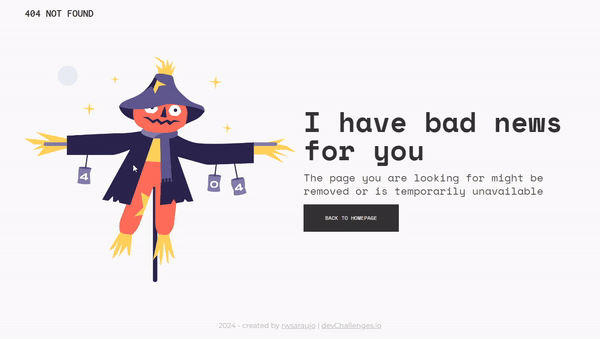 404 NOT FOUND
I have bad news
for you
The page you are looking for might be
removed or is temporarily unavailable
BACK TO HOMEPAGE
4
0
4
2024 - created by rwsaraujo | devChallenges.io